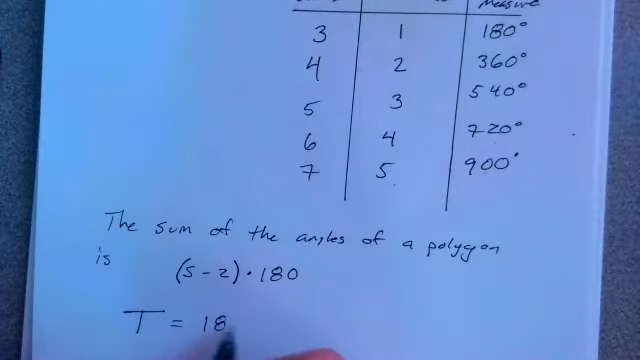 Measure
3 1 180°
4 2 360°
5 3 540°
6 4 720°
7 5 900°
The sum of the angles of a polygon
is (s-2)·180
T = 18